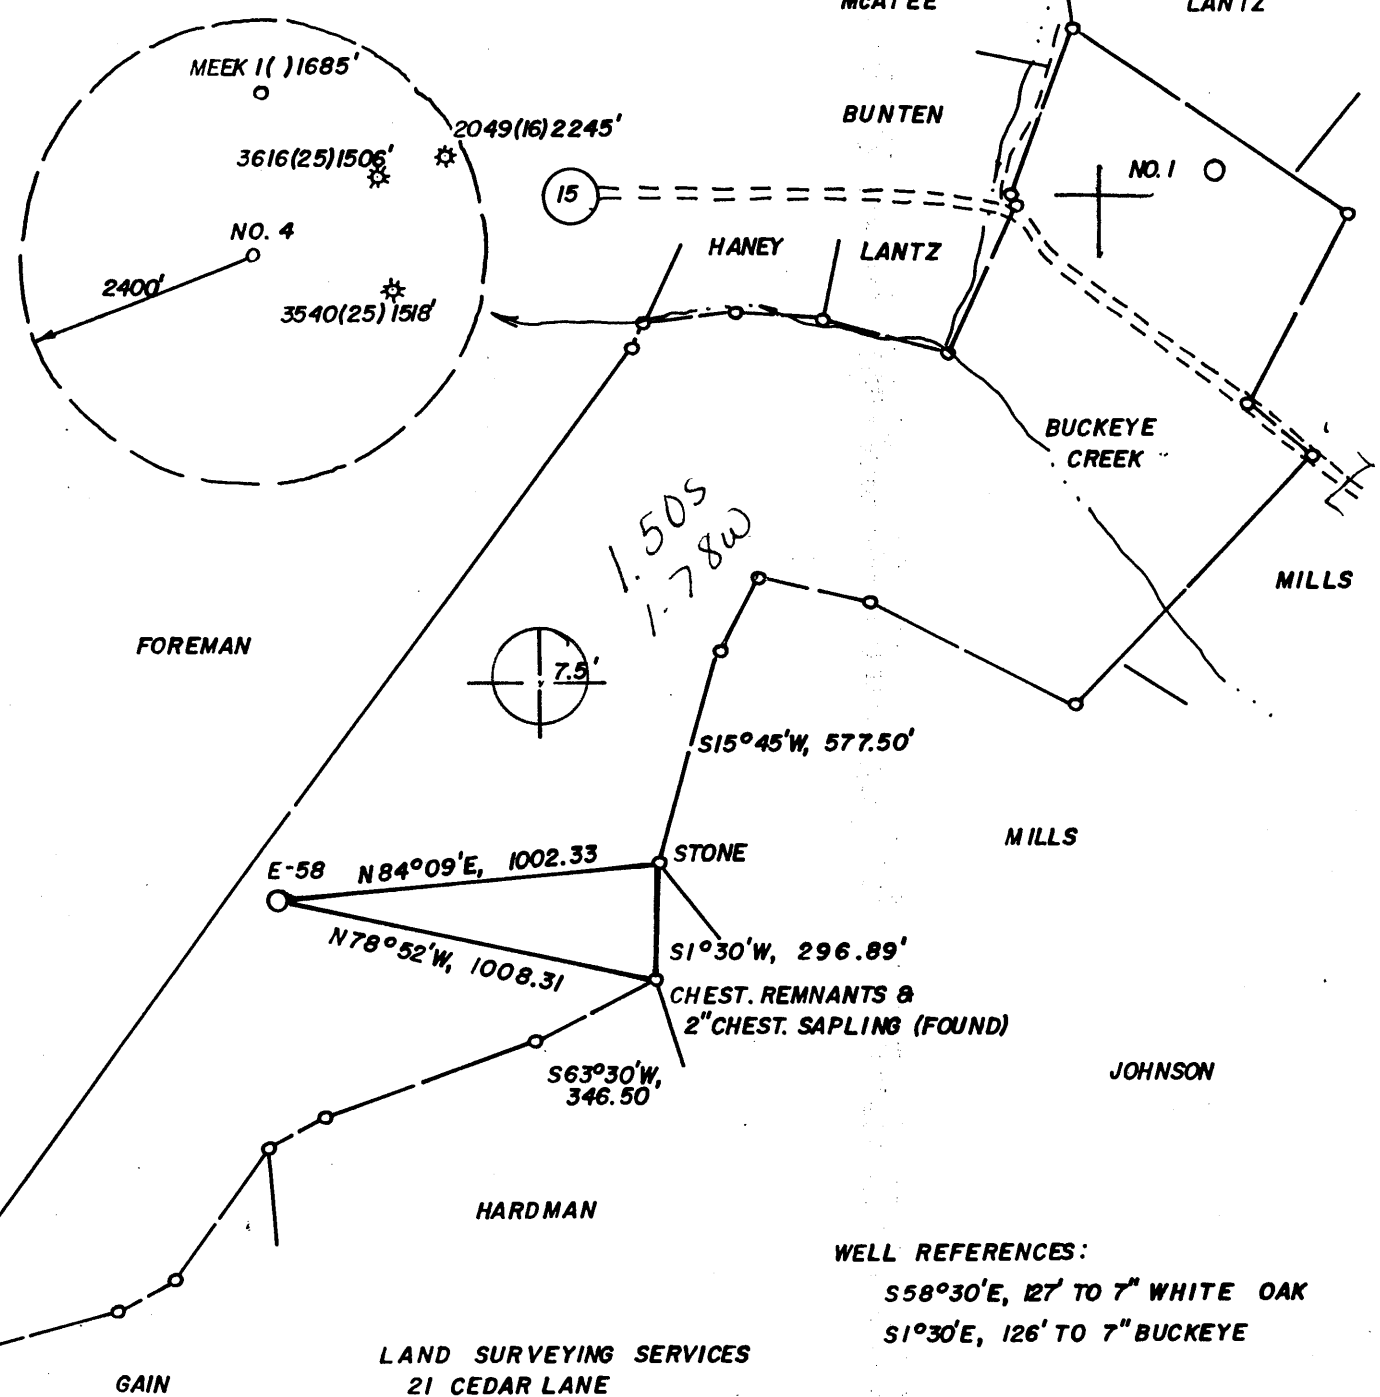 McATEE
LANTZ
MEEK 1( )1685'
2049(16)2245'
3616(25)1506'
NO. 4
2400'
3540(25)1518'
15
BUNTEN
NO. 1
HANEY
LANTZ
BUCKEYE
CREEK
1.50S
1.78W
MILLS
FOREMAN
7.5'
S15°45'W, 577.50'
MILLS
STONE
E-58
N84°09'E, 1002.33
N78°52'W, 1008.31
S1°30'W, 296.89'
CHEST. REMNANTS &
2" CHEST. SAPLING (FOUND)
S63°30'W,
346.50'
JOHNSON
HARDMAN
WELL REFERENCES:
S58°30'E, 127' TO 7" WHITE OAK
S1°30'E, 126' TO 7" BUCKEYE
LAND SURVEYING SERVICES
21 CEDAR LANE
GAIN